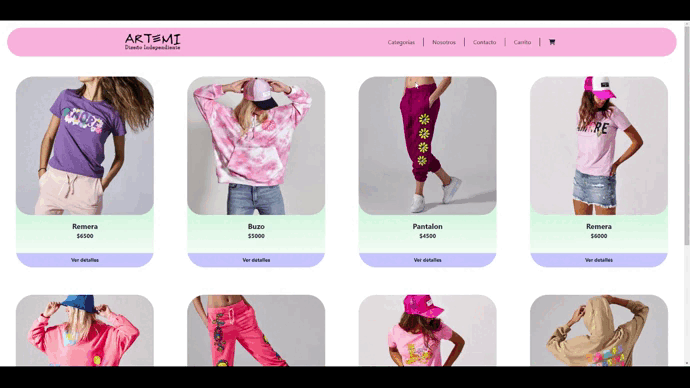 ARTEMI
Diseño Independiente
Categorias
Nosotros
Contacto
Carrito
Remera
$6500
Ver detalles
Buzo
$5000
Ver detalles
Pantalon
$4500
Ver detalles
Remera
$6000
Ver detalles